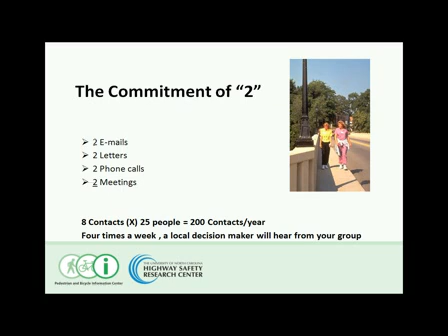 The Commitment of “2”
2 E-mails
2 Letters
2 Phone calls
2 Meetings
8 Contacts (X) 25 people = 200 Contacts/year
Four times a week , a local decision maker will hear from your group
i
Pedestrian and Bicycle Information Center
THE UNIVERSITY OF NORTH CAROLINA
HIGHWAY SAFETY
RESEARCH CENTER